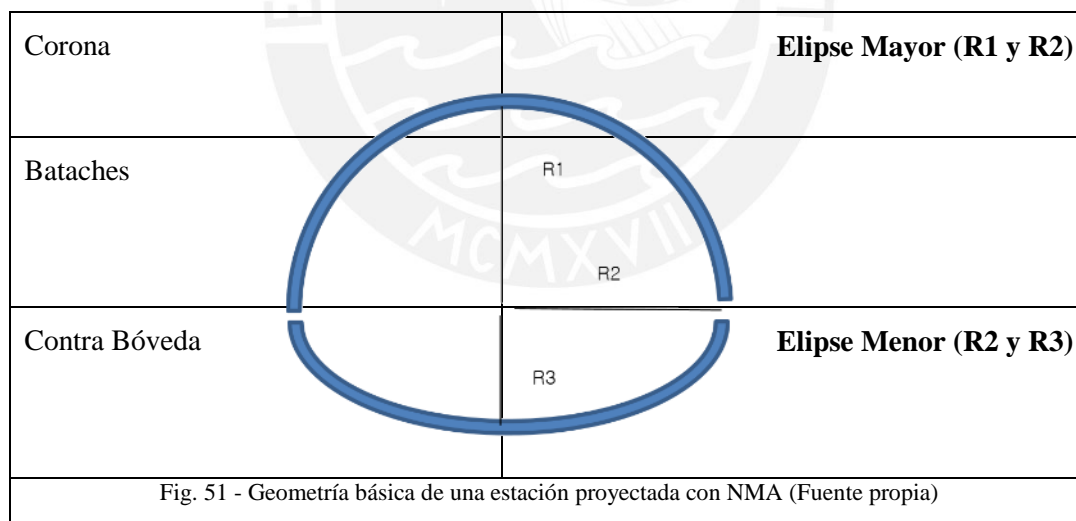 Corona
Elipse Mayor (R1 y R2)
Bataches
R1
MCMXVII
R2
Contra Bóveda
Elipse Menor (R2 y R3)
R3
Fig. 51 - Geometría básica de una estación proyectada con NMA (Fuente propia)